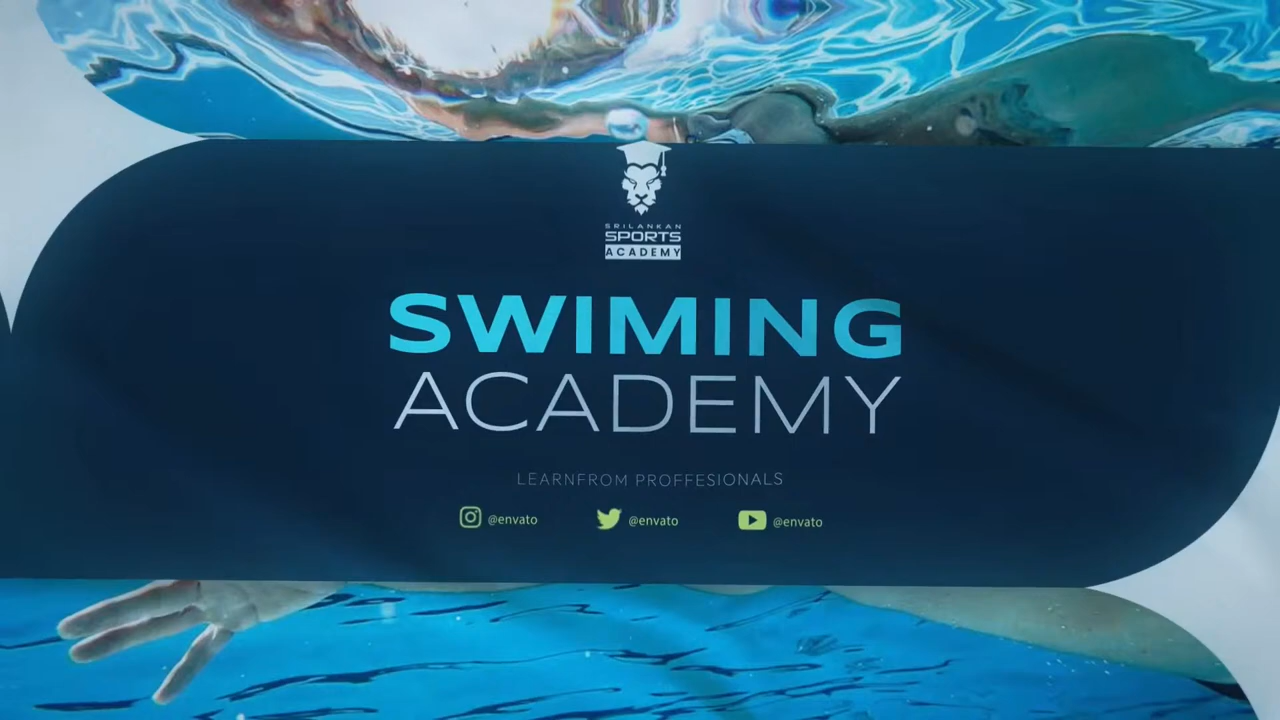 SRILANKAN
SPORTS
ACADEMY
SWIMING
ACADEMY
LEARNFROM PROFFESIONALS
@envato @envato @envato